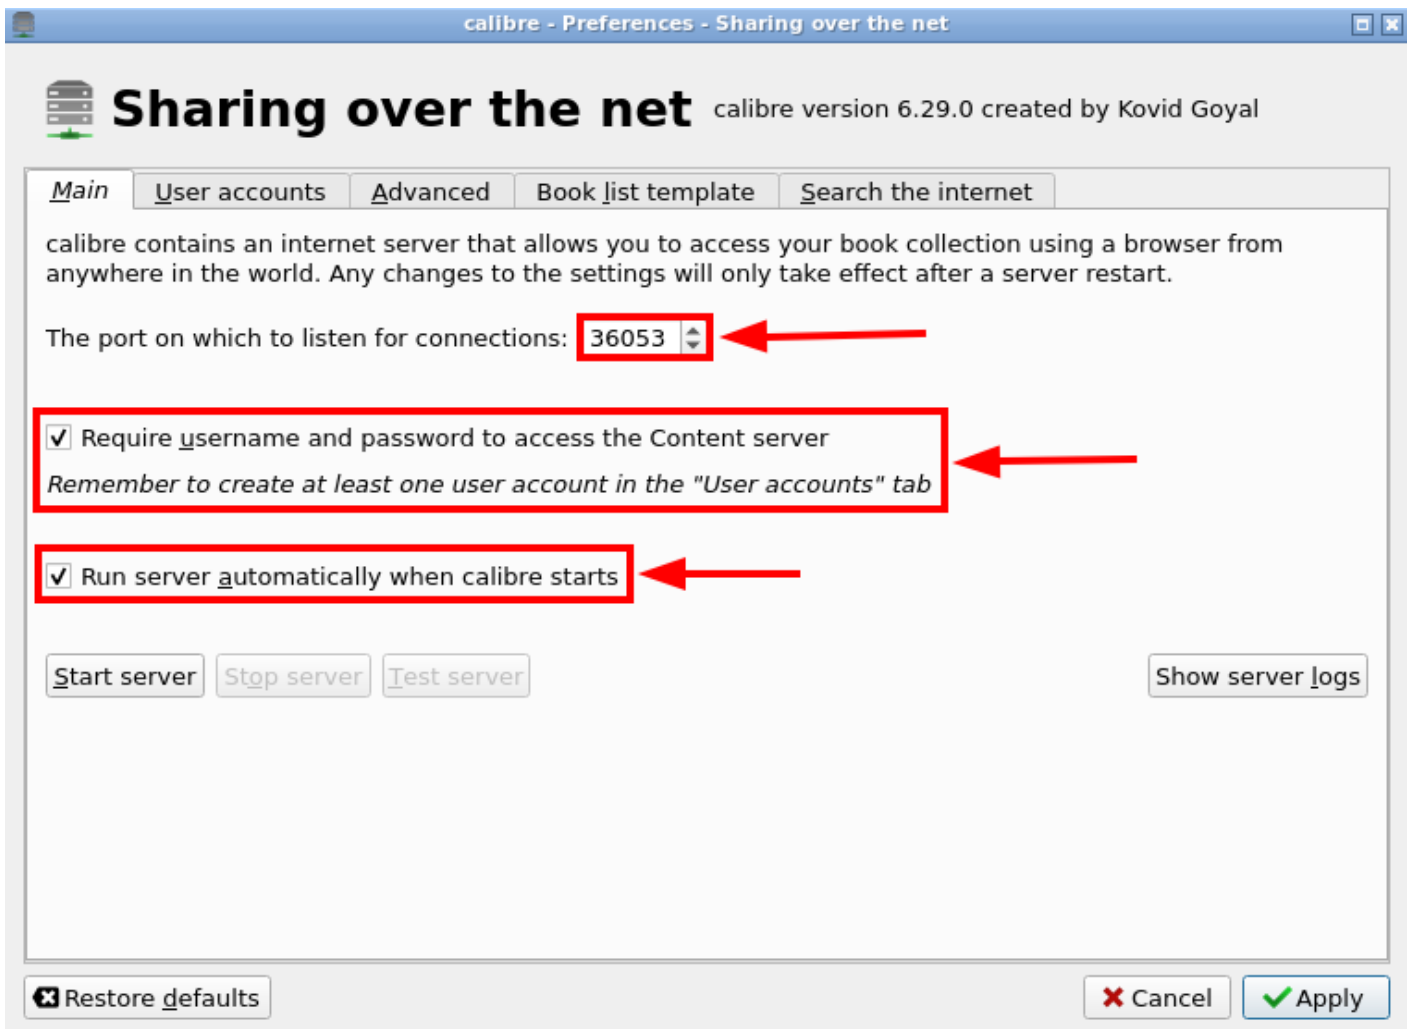 calibre - Preferences - Sharing over the net
Sharing over the net calibre version 6.29.0 created by Kovid Goyal
Main User accounts Advanced Book list template Search the internet
calibre contains an internet server that allows you to access your book collection using a browser from
anywhere in the world. Any changes to the settings will only take effect after a server restart.
The port on which to listen for connections: 36053
Require username and password to access the Content server
Remember to create at least one user account in the "User accounts" tab
Run server automatically when calibre starts
Start server Stop server Test server Show server logs
Restore defaults Cancel Apply